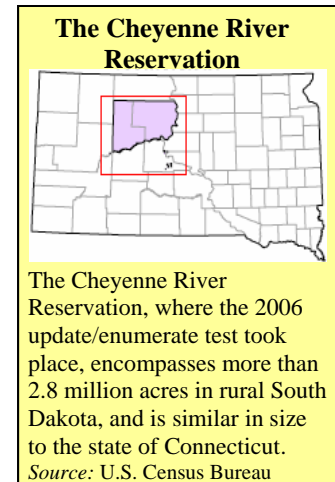 The Cheyenne River
Reservation
The Cheyenne River
Reservation, where the 2006
update/enumerate test took
place, encompasses more than
2.8 million acres in rural South
Dakota, and is similar in size
to the state of Connecticut.
Source: U.S. Census Bureau